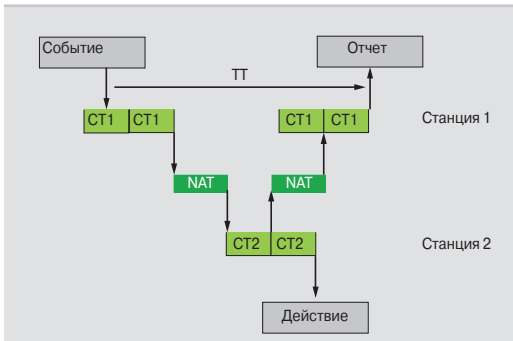 Событие
Отчет
TT
CT1 CT1
CT1 CT1
Станция 1
NAT
NAT
CT2 CT2
Станция 2
Действие